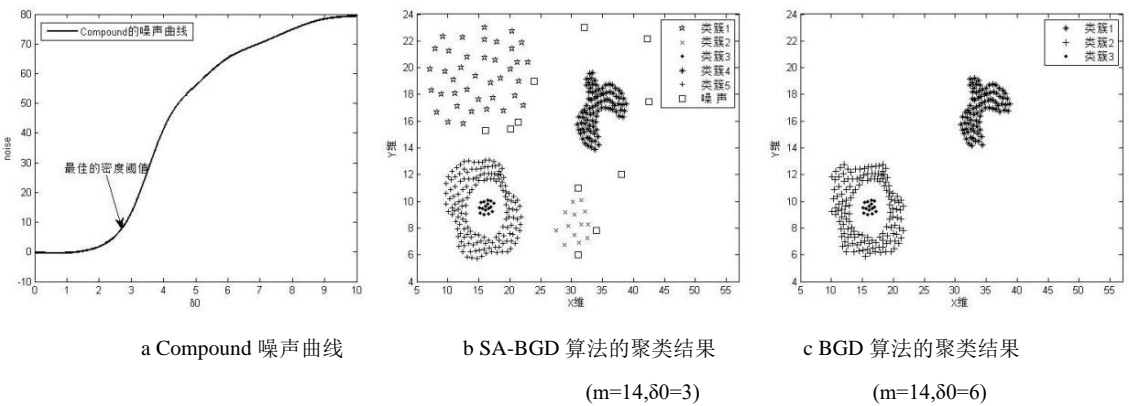 80
70
60
50
40
30
20
10
0
-10
0 1 2 3 4 5 6 7 8 9 10
noise
δ0
Compound的噪声曲线
最佳的密度阈值
24
22
20
18
16
14
12
10
8
6
4
5 10 15 20 25 30 35 40 45 50 55
Y维
X维
类簇1
类簇2
类簇3
类簇4
类簇5
噪声
24
22
20
18
16
14
12
10
8
6
4
5 10 15 20 25 30 35 40 45 50 55
Y维
X维
类簇1
类簇2
类簇3
a Compound 噪声曲线
b SA-BGD 算法的聚类结果
c BGD 算法的聚类结果
(m=14,δ0=3)
(m=14,δ0=6)